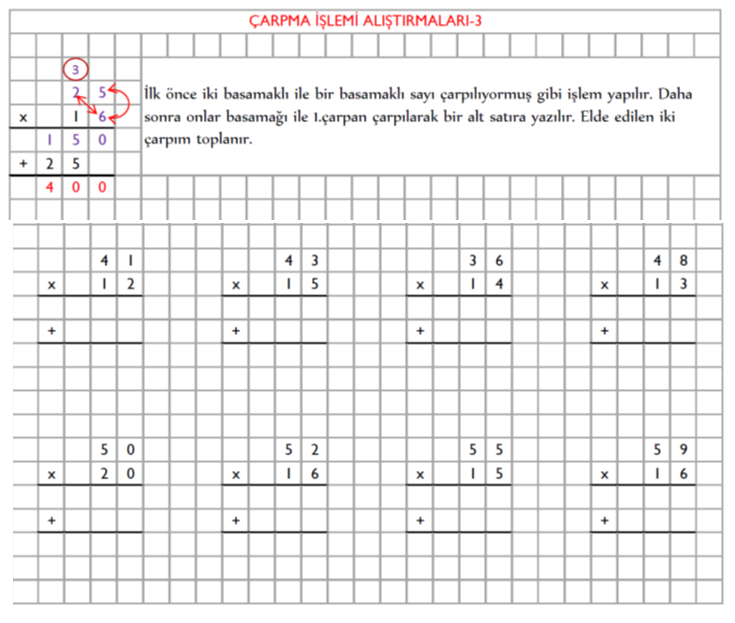 ÇARPMA İŞLEMİ ALIŞTIRMALARI-3
3
2 5
x 1 6
1 5 0
+ 2 5
4 0 0
İlk önce iki basamaklı ile bir basamaklı sayı çarpılıyormuş gibi işlem yapılır. Daha
sonra onlar basamağı ile 1.çarpan çarpılarak bir alt satıra yazılır. Elde edilen iki
çarpım toplanır.
4 1 4 3 3 6 4 8
x 1 2 x 1 5 x 1 4 x 1 3
+ + + +
5 0 5 2 5 5 5 9
x 2 0 x 1 6 x 1 5 x 1 6
+ + + +